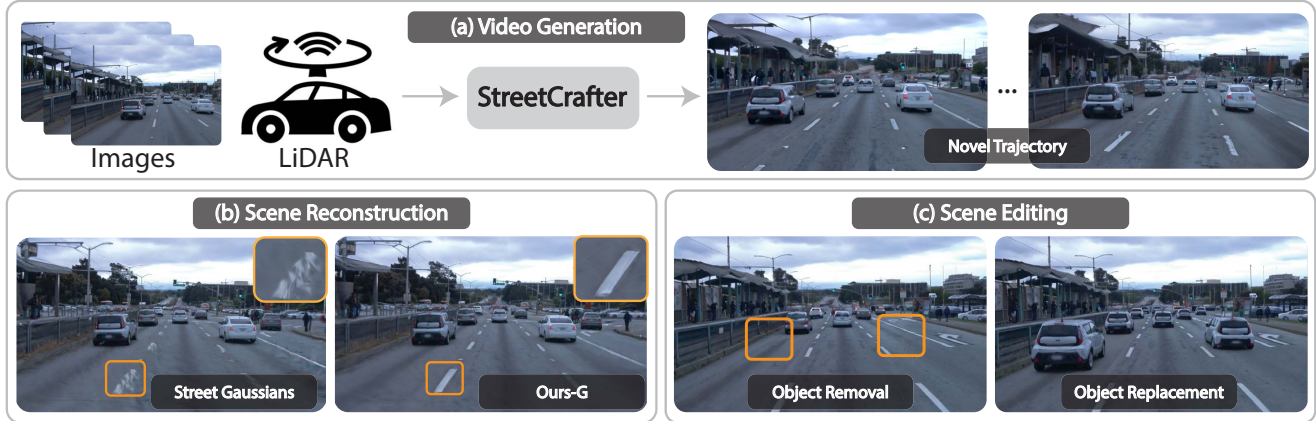 (a) Video Generation
StreetCrafter
...
Images
LiDAR
Novel Trajectory
(b) Scene Reconstruction
Street Gaussians
Ours-G
(c) Scene Editing
Object Removal
Object Replacement